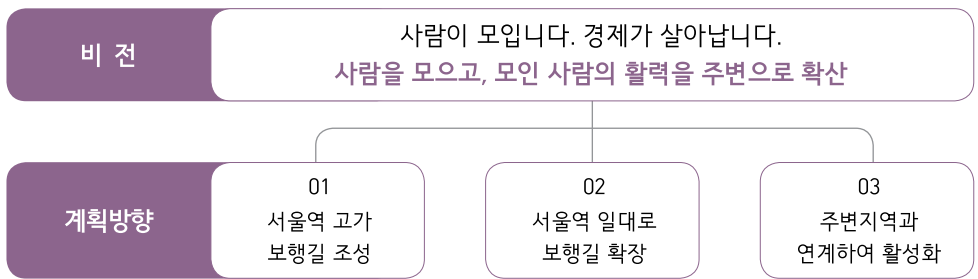 비 전
사람이 모입니다. 경제가 살아납니다.
사람을 모으고, 모인 사람의 활력을 주변으로 확산
계획방향
01
서울역 고가
보행길 조성
02
서울역 일대로
보행길 확장
03
주변지역과
연계하여 활성화